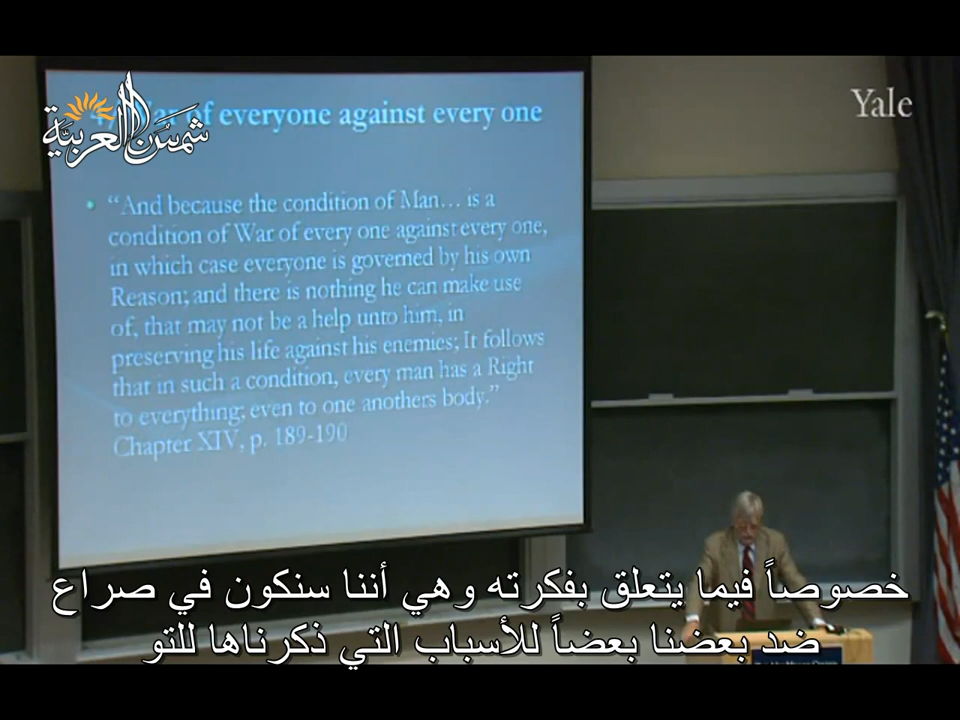 شمس العربية
War of everyone against every one
Yale
• “And because the condition of Man... is a
condition of War of every one against every one,
in which case everyone is governed by his own
Reason; and there is nothing he can make use
of, that may not be a help unto him, in
preserving his life against his enemies; It follows
that in such a condition, every man has a Right
to everything; even to one anothers body.”
Chapter XIV, p. 189-190
خصوصاً فيما يتعلق بفكرته وهي أننا سنكون في صراع
ضد بعضنا بعضاً للأسباب التي ذكرناها للتو